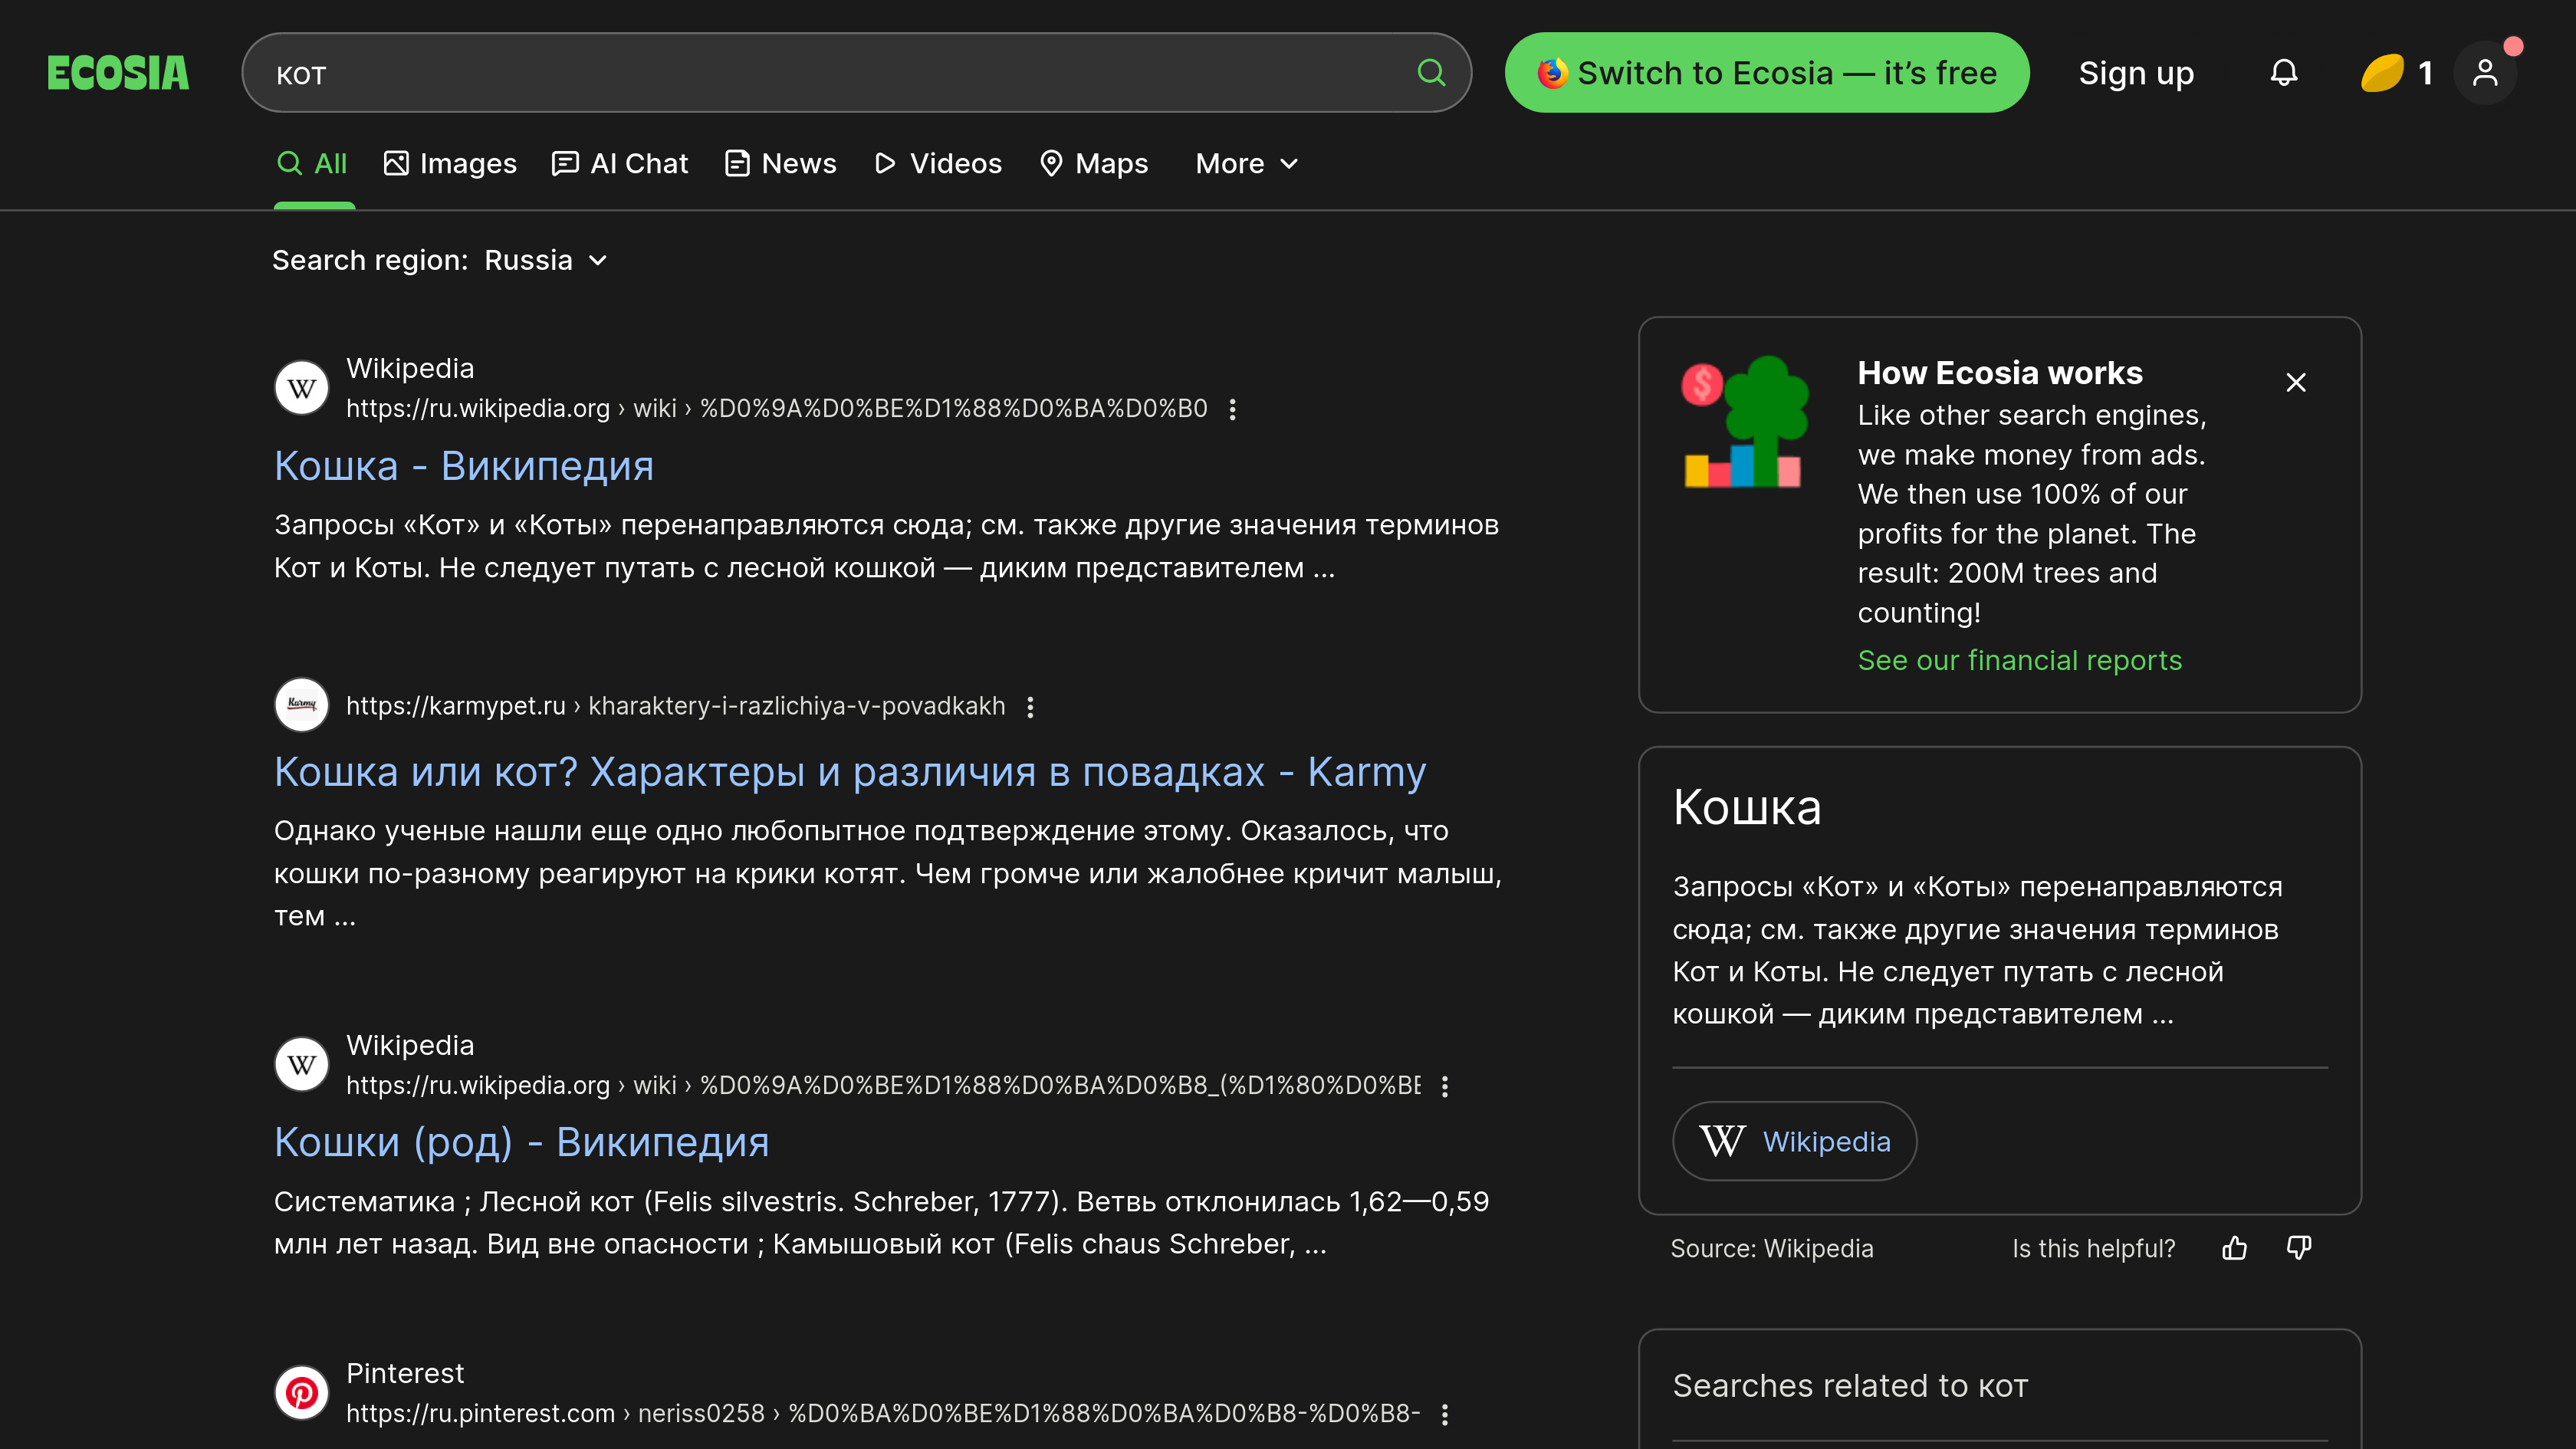 ECOSIA
кот
Switch to Ecosia — it’s free
Sign up
1
All
Images
AI Chat
News
Videos
Maps
More
Search region: Russia
Wikipedia
https://ru.wikipedia.org › wiki › %D0%9A%D0%BE%D1%88%D0%BA%D0%B0
Кошка - Википедия
Запросы «Кот» и «Коты» перенаправляются сюда; см. также другие значения терминов
Кот и Коты. Не следует путать с лесной кошкой — диким представителем ...
Karmy
https://karmypet.ru › kharaktery-i-razlichiya-v-povadkakh
Кошка или кот? Характеры и различия в повадках - Karmy
Однако ученые нашли еще одно любопытное подтверждение этому. Оказалось, что
кошки по-разному реагируют на крики котят. Чем громче или жалобнее кричит малыш,
тем ...
Wikipedia
https://ru.wikipedia.org › wiki › %D0%9A%D0%BE%D1%88%D0%BA%D0%B8_(%D1%80%D0%BE
Кошки (род) - Википедия
Систематика ; Лесной кот (Felis silvestris. Schreber, 1777). Ветвь отклонилась 1,62—0,59
млн лет назад. Вид вне опасности ; Камышовый кот (Felis chaus Schreber, ...
Pinterest
https://ru.pinterest.com › neriss0258 › %D0%BA%D0%BE%D1%88%D0%BA%D0%B8-%D0%B8-
How Ecosia works
Like other search engines,
we make money from ads.
We then use 100% of our
profits for the planet. The
result: 200M trees and
counting!
See our financial reports
Кошка
Запросы «Кот» и «Коты» перенаправляются
сюда; см. также другие значения терминов
Кот и Коты. Не следует путать с лесной
кошкой — диким представителем ...
W Wikipedia
Source: Wikipedia
Is this helpful?
Searches related to кот